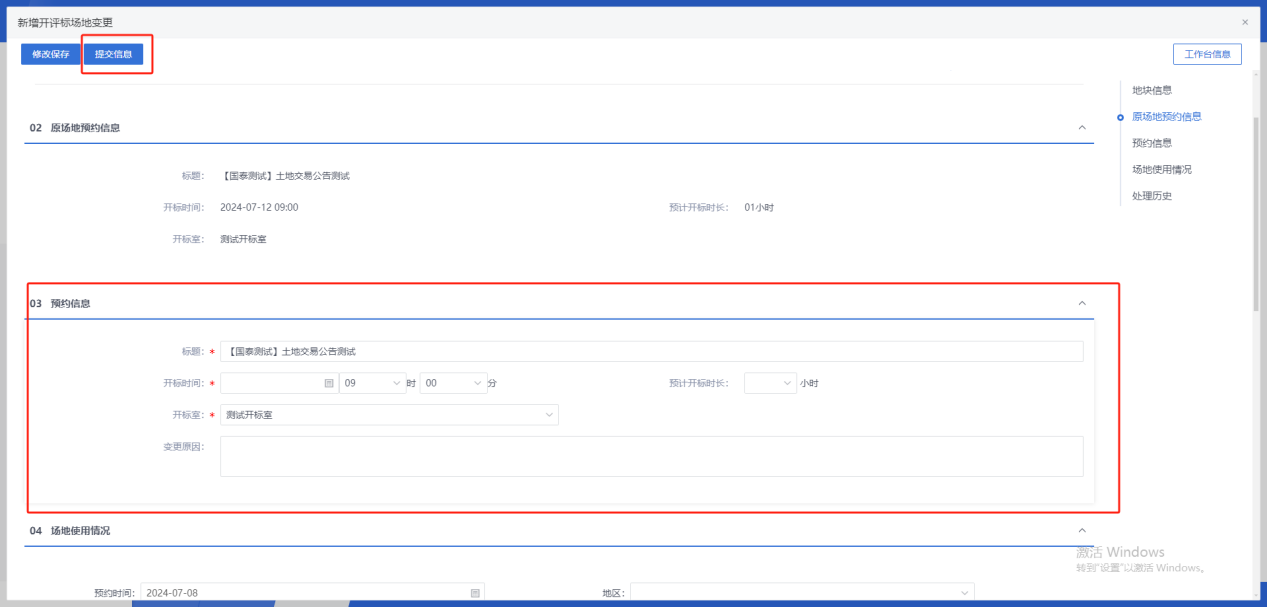 新增开评标场地变更
×
修改保存 提交信息 工作台信息
地块信息
原场地预约信息
预约信息
场地使用情况
处理历史
02 原场地预约信息
标题: 【国泰测试】土地交易公告测试
开标时间: 2024-07-12 09:00 预计开标时长: 01小时
开标室: 测试开标室
03 预约信息
标题: * 【国泰测试】土地交易公告测试
开标时间: * 09 时 00 分 预计开标时长: 小时
开标室: * 测试开标室
变更原因:
04 场地使用情况
激活 Windows
转到"设置"以激活 Windows。
预约时间: 2024-07-08 地区: